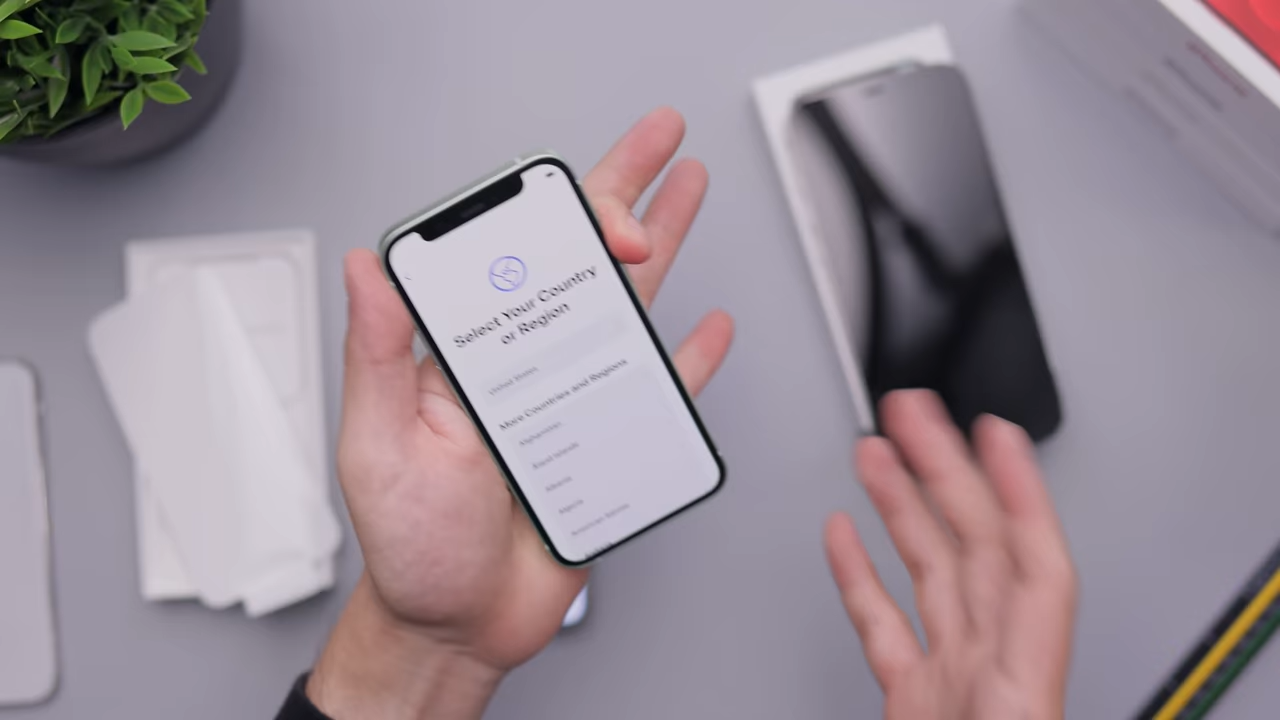 Select Your Country
or Region
United States
More Countries and Regions
Afghanistan
Åland Islands
Albania
Algeria
American Samoa